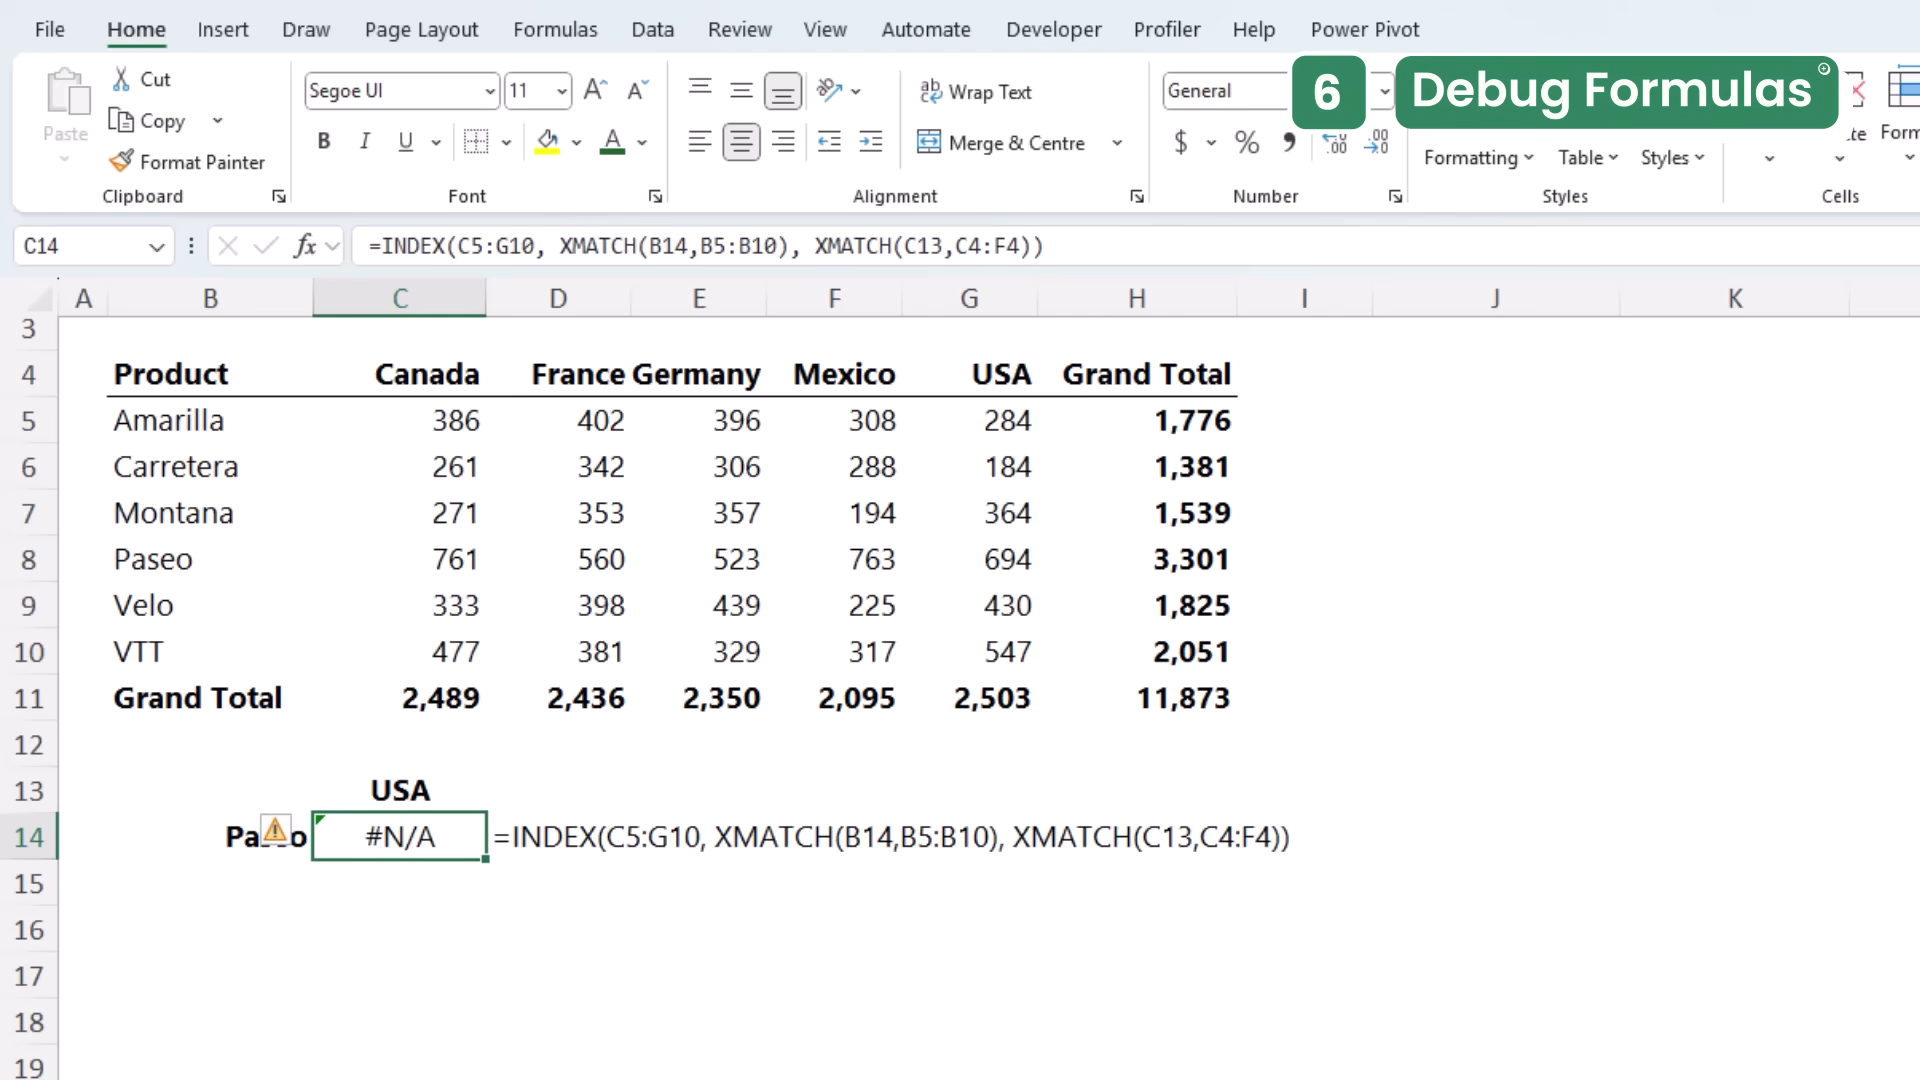 File Home Insert Draw Page Layout Formulas Data Review View Automate Developer Profiler Help Power Pivot
6 Debug Formulas
Paste
Cut
Copy
Format Painter
Clipboard
Segoe UI 11
B I U A
Font
Wrap Text
Merge & Centre
Alignment
General
$ % 9 .00 .00
Number
Formatting Table Styles
Styles
Cells
C14 fx =INDEX(C5:G10, XMATCH(B14,B5:B10), XMATCH(C13,C4:F4))
A B C D E F G H I J K
3
4 Product Canada France Germany Mexico USA Grand Total
5 Amarilla 386 402 396 308 284 1,776
6 Carretera 261 342 306 288 184 1,381
7 Montana 271 353 357 194 364 1,539
8 Paseo 761 560 523 763 694 3,301
9 Velo 333 398 439 225 430 1,825
10 VTT 477 381 329 317 547 2,051
11 Grand Total 2,489 2,436 2,350 2,095 2,503 11,873
12
13 USA
14 #N/A =INDEX(C5:G10, XMATCH(B14,B5:B10), XMATCH(C13,C4:F4))
15
16
17
18
19